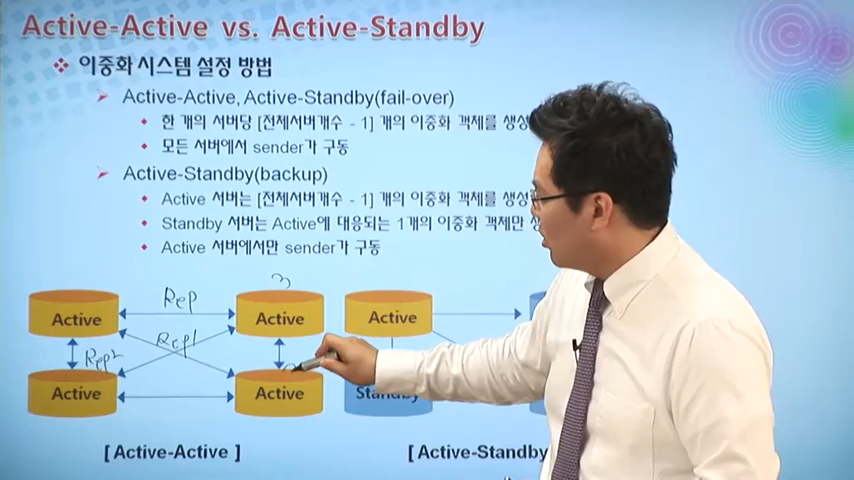 Active-Active vs. Active-Standby
이중화 시스템 설정 방법
Active-Active, Active-Standby(fail-over)
한 개의 서버당 [전체서버개수 - 1] 개의 이중화 객체를 생성
모든 서버에서 sender가 구동
Active-Standby(backup)
Active 서버는 [전체서버개수 - 1] 개의 이중화 객체를 생성
Standby 서버는 Active에 대응되는 1개의 이중화 객체만
Active 서버에서만 sender가 구동
3
Rep
Active Active Active
Rep1
Rep2
Active Active Standby
[ Active-Active ] [ Active-Standby